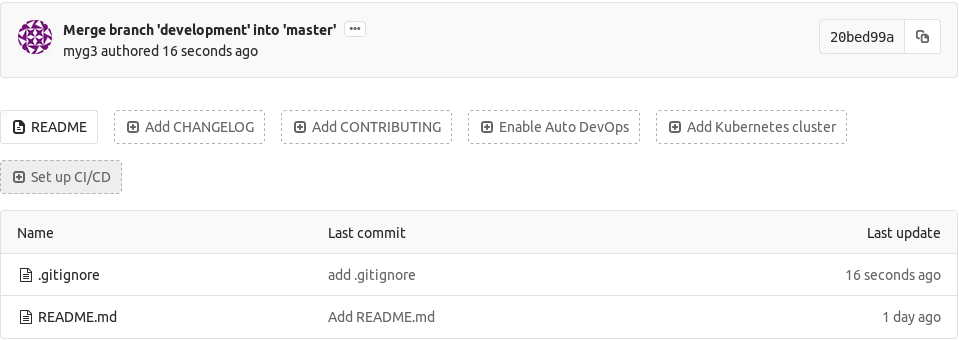 Merge branch 'development' into 'master'
myg3 authored 16 seconds ago
20bed99a
README
Add CHANGELOG
Add CONTRIBUTING
Enable Auto DevOps
Add Kubernetes cluster
Set up CI/CD
Name Last commit Last update
.gitignore add .gitignore 16 seconds ago
README.md Add README.md 1 day ago